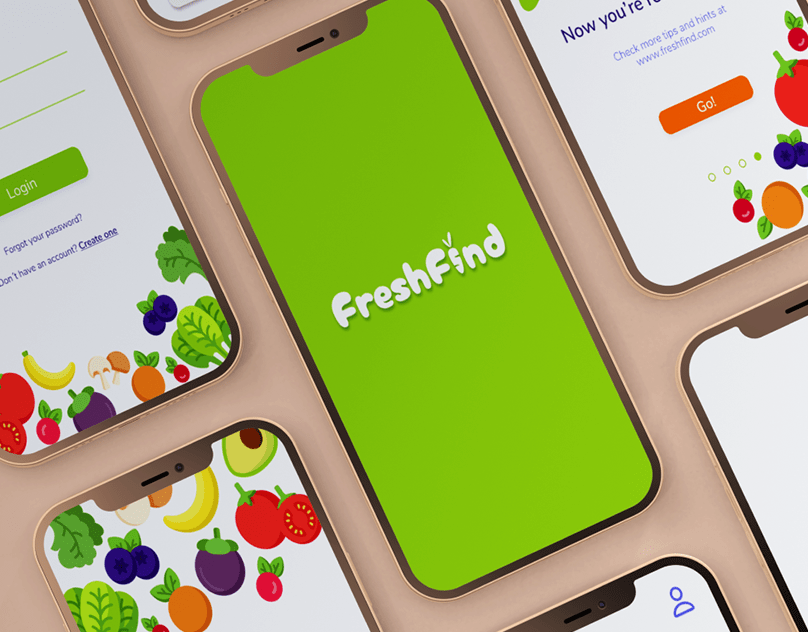 Login
Forgot your password?
Don't have an account? Create one
FreshFind
Now you're
Check more tips and hints at
www.freshfind.com
Go!